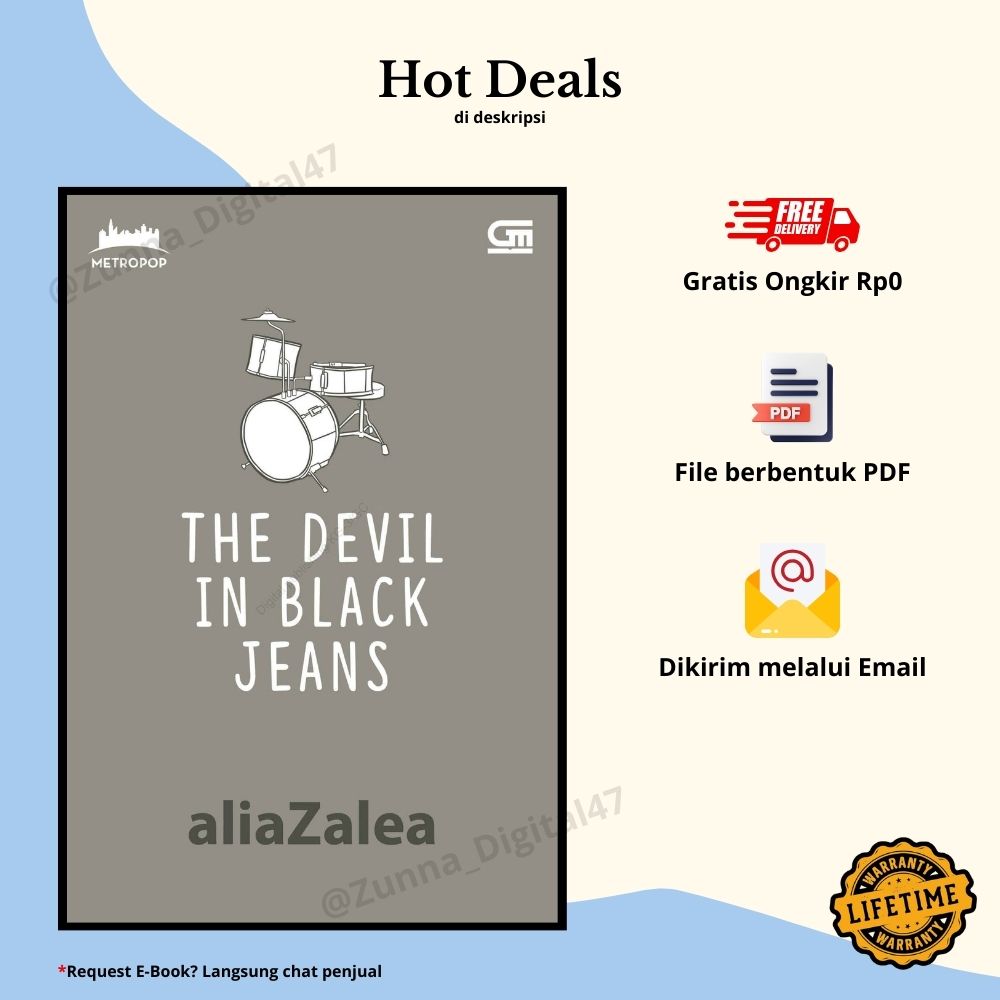 Hot Deals
di deskripsi
@Zunna_Digital47
METROPOP
Gm
FREE
DELIVERY
Gratis Ongkir Rp0
PDF
File berbentuk PDF
@
Dikirim melalui Email
THE DEVIL
IN BLACK
JEANS
aliaZalea
@Zunna_Digital47
WARRANTY
LIFETIME
WARRANTY
*Request E-Book? Langsung chat penjual